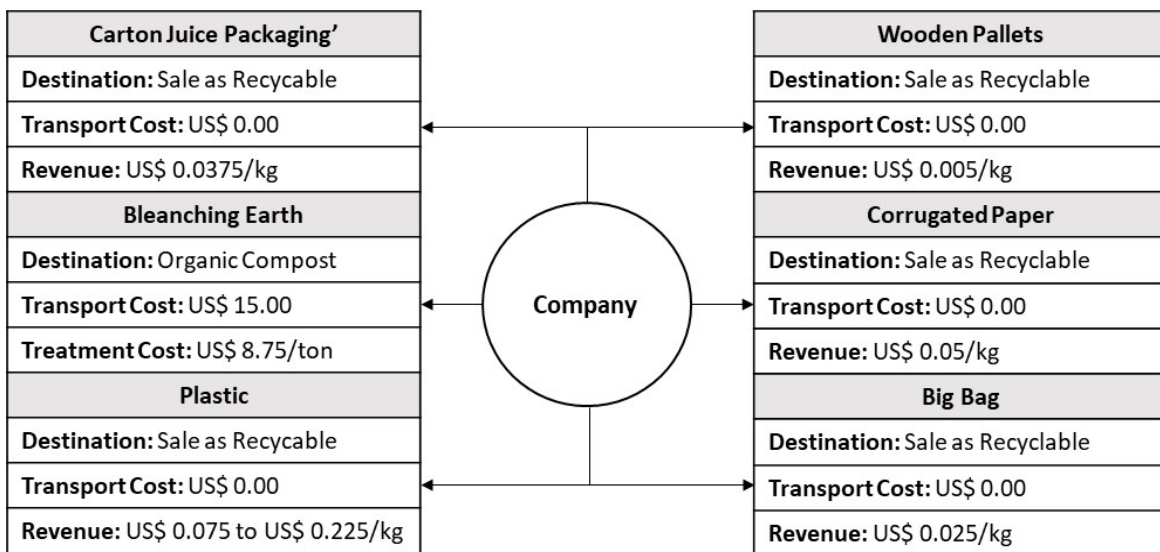 Carton Juice Packaging’
Destination: Sale as Recycable
Transport Cost: US$ 0.00
Revenue: US$ 0.0375/kg
Bleanching Earth
Destination: Organic Compost
Transport Cost: US$ 15.00
Treatment Cost: US$ 8.75/ton
Plastic
Destination: Sale as Recycable
Transport Cost: US$ 0.00
Revenue: US$ 0.075 to US$ 0.225/kg
Company
Wooden Pallets
Destination: Sale as Recyclable
Transport Cost: US$ 0.00
Revenue: US$ 0.005/kg
Corrugated Paper
Destination: Sale as Recyclable
Transport Cost: US$ 0.00
Revenue: US$ 0.05/kg
Big Bag
Destination: Sale as Recyclable
Transport Cost: US$ 0.00
Revenue: US$ 0.025/kg